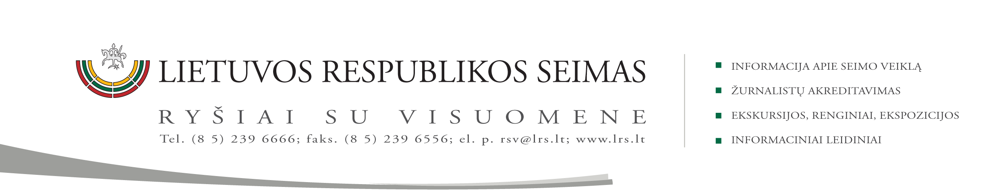 LIETUVOS RESPUBLIKOS SEIMAS
RYŠIAI SU VISUOMENE
Tel. (8 5) 239 6666; faks. (8 5) 239 6556; el. p. rsv@lrs.lt; www.lrs.lt
INFORMACIJA APIE SEIMO VEIKLĄ
ŽURNALISTŲ AKREDITAVIMAS
EKSKURSIJOS, RENGINIAI, EKSPOZICIJOS
INFORMACINIAI LEIDINIAI